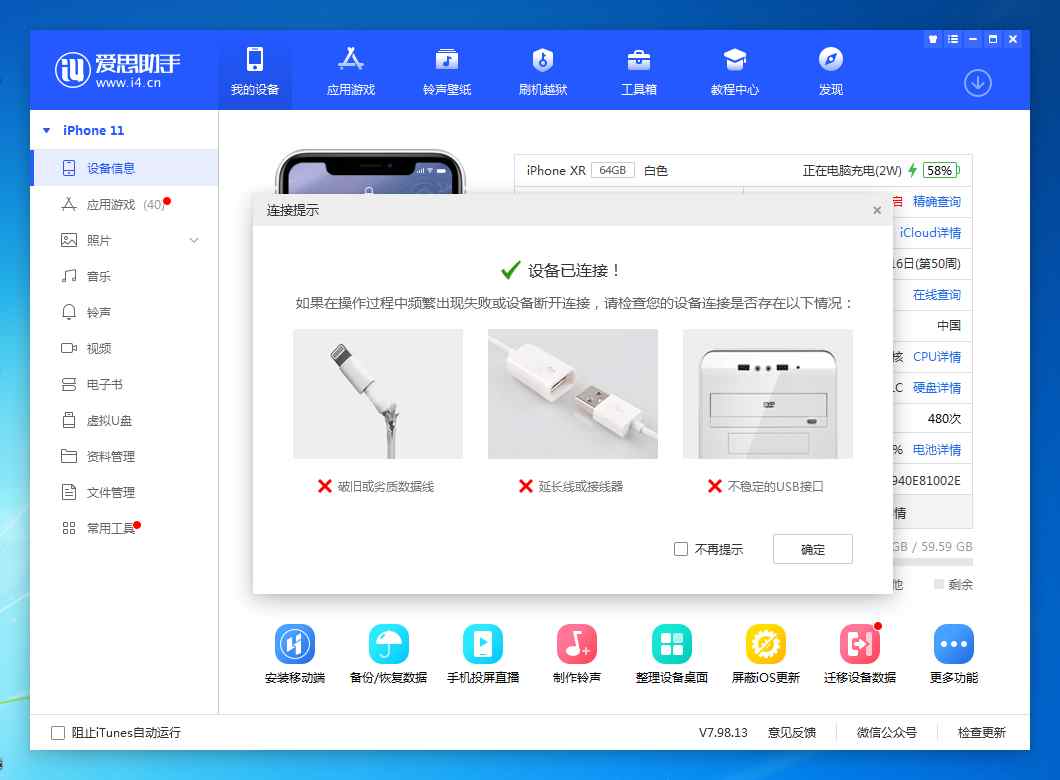 爱思助手
www.i4.cn
我的设备
应用游戏
铃声壁纸
刷机越狱
工具箱
教程中心
发现
iPhone 11
设备信息
应用游戏 (40)
照片
音乐
铃声
视频
电子书
虚拟U盘
资料管理
文件管理
常用工具
iPhone XR 64GB 白色 正在电脑充电(2W) 58%
精确查询
iCloud详情
16日(第50周)
在线查询
中国
核 CPU详情
硬盘详情
480次
% 电池详情
940E81002E
情
GB / 59.59 GB
他 剩余
连接提示
设备已连接！
如果在操作过程中频繁出现失败或设备断开连接，请检查您的设备连接是否存在以下情况：
破旧或劣质数据线
延长线或接线器
不稳定的USB接口
不再提示 确定
安装移动端
备份/恢复数据
手机投屏直播
制作铃声
整理设备桌面
屏蔽iOS更新
迁移设备数据
更多功能
阻止iTunes自动运行
V7.98.13 意见反馈 微信公众号 检查更新